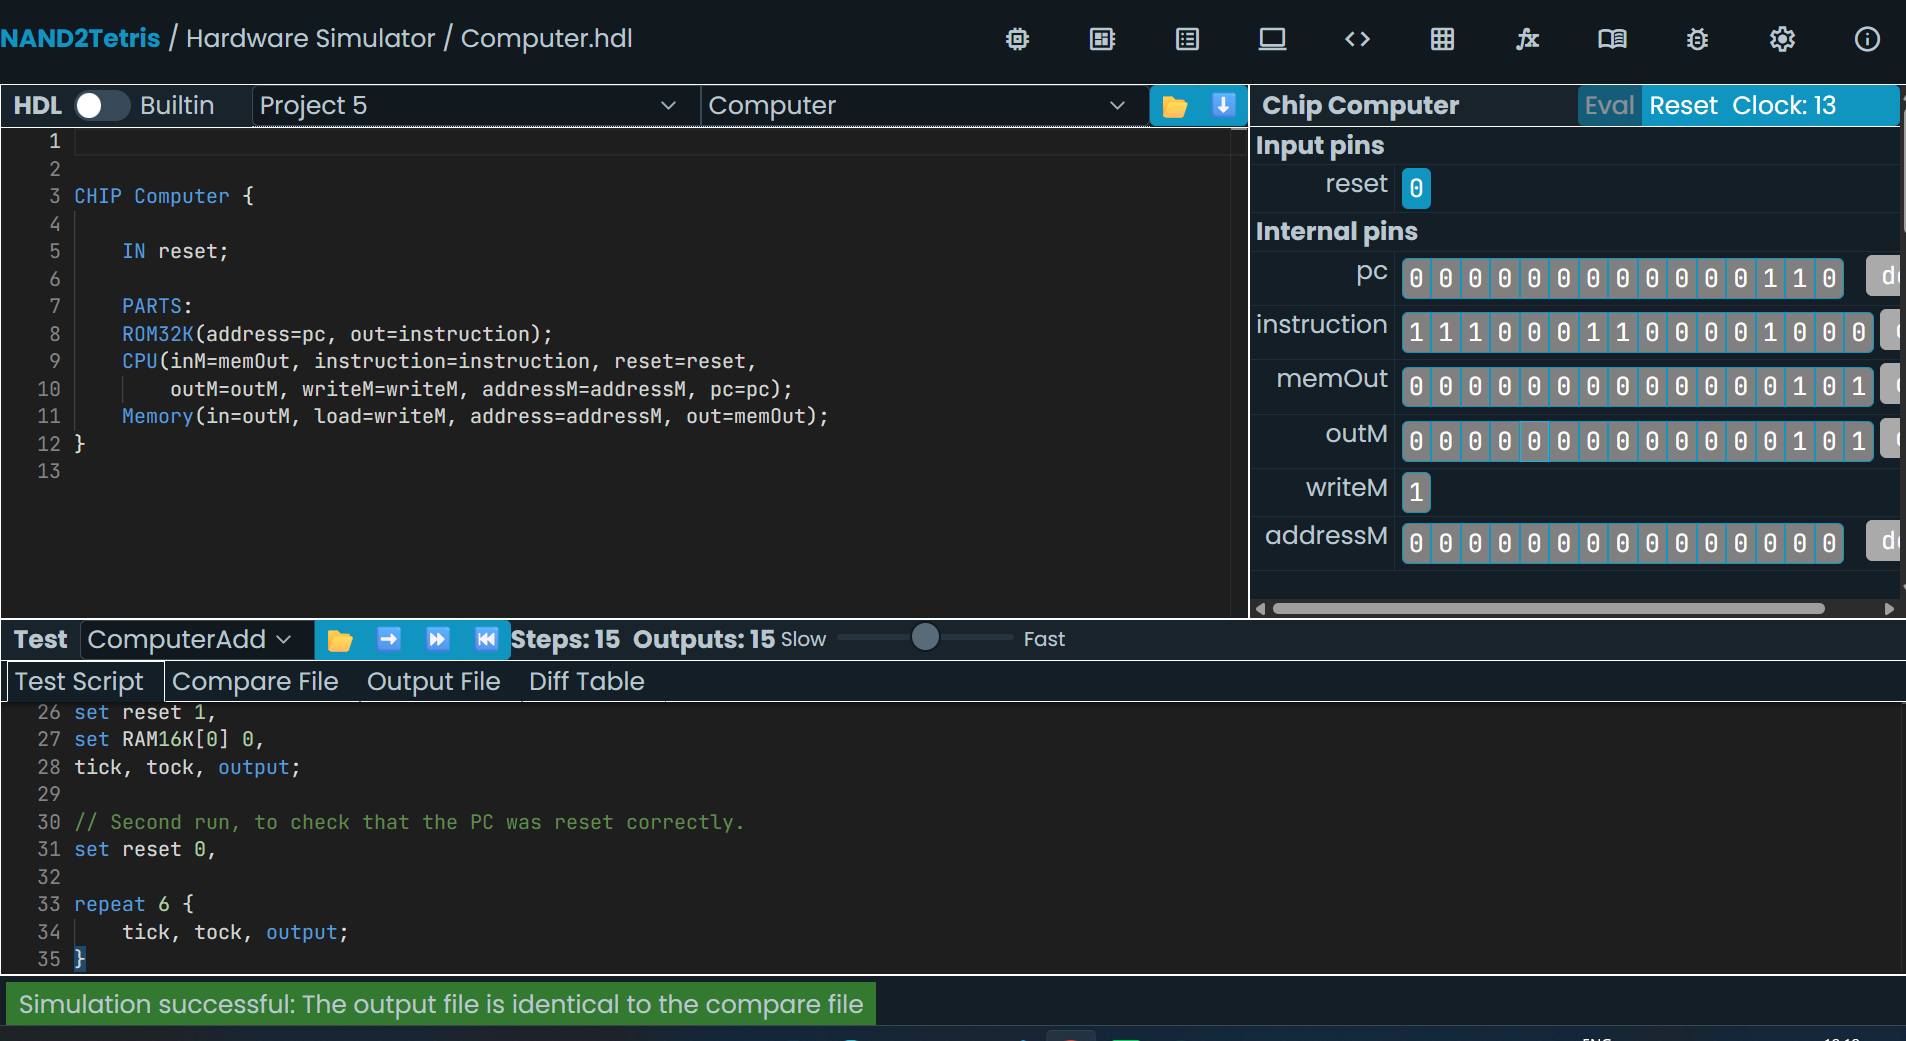 NAND2Tetris / Hardware Simulator / Computer.hdl
HDL Builtin Project 5 Computer
1
2
3 CHIP Computer {
4
5 IN reset;
6
7 PARTS:
8 ROM32K(address=pc, out=instruction);
9 CPU(inM=memOut, instruction=instruction, reset=reset,
10 outM=outM, writeM=writeM, addressM=addressM, pc=pc);
11 Memory(in=outM, load=writeM, address=addressM, out=memOut);
12 }
13
Chip Computer Eval Reset Clock: 13
Input pins
reset 0
Internal pins
pc 0 0 0 0 0 0 0 0 0 0 0 0 1 1 0
instruction 1 1 1 0 0 0 1 1 0 0 0 0 1 0 0 0
memOut 0 0 0 0 0 0 0 0 0 0 0 0 0 1 0 1
outM 0 0 0 0 0 0 0 0 0 0 0 0 0 1 0 1
writeM 1
addressM 0 0 0 0 0 0 0 0 0 0 0 0 0 0 0
Test ComputerAdd Steps: 15 Outputs: 15 Slow Fast
Test Script Compare File Output File Diff Table
26 set reset 1,
27 set RAM16K[0] 0,
28 tick, tock, output;
29
30 // Second run, to check that the PC was reset correctly.
31 set reset 0,
32
33 repeat 6 {
34 tick, tock, output;
35 }
Simulation successful: The output file is identical to the compare file